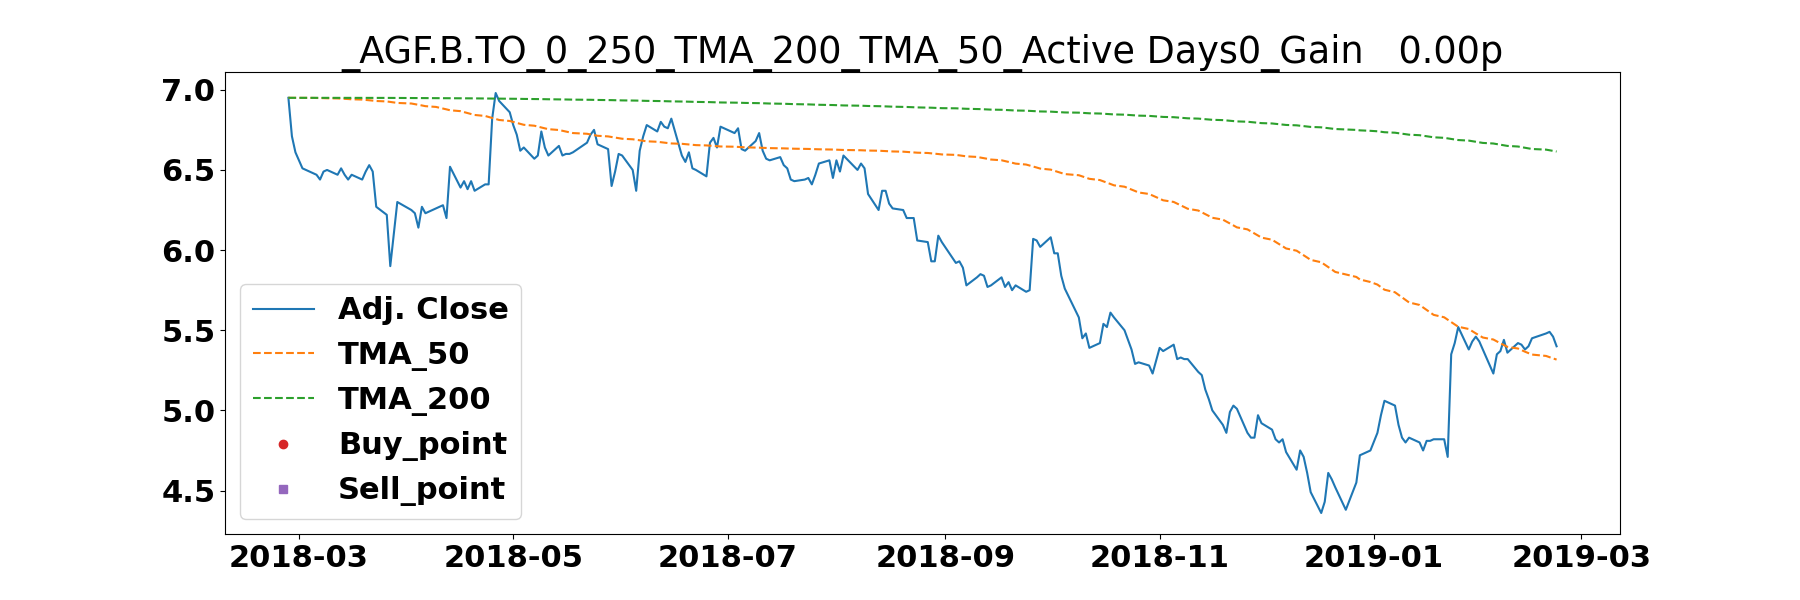 _AGF.B.TO_0_250_TMA_200_TMA_50_Active Days0_Gain   0.00p
7.0
6.5
6.0
5.5
5.0
4.5
Adj. Close
TMA_50
TMA_200
Buy_point
Sell_point
2018-03 2018-05 2018-07 2018-09 2018-11 2019-01 2019-03